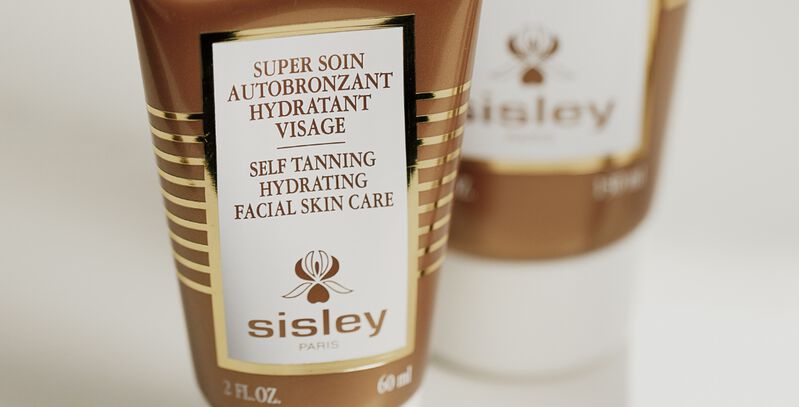 SUPER SOIN
AUTOBRONZANT
HYDRATANT
VISAGE
SELF TANNING
HYDRATING
FACIAL SKIN CARE
sisley
PARIS
2 FL.OZ.
60 ml
sisley
PARIS